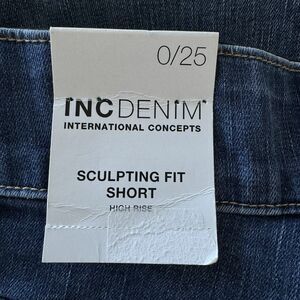 0/25
INC DENIM
INTERNATIONAL CONCEPTS
SCULPTING FIT
SHORT
HIGH RISE